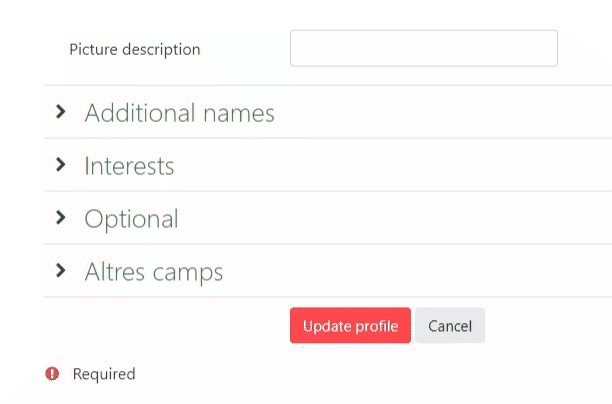 Picture description
Additional names
Interests
Optional
Altres camps
Update profile Cancel
Required